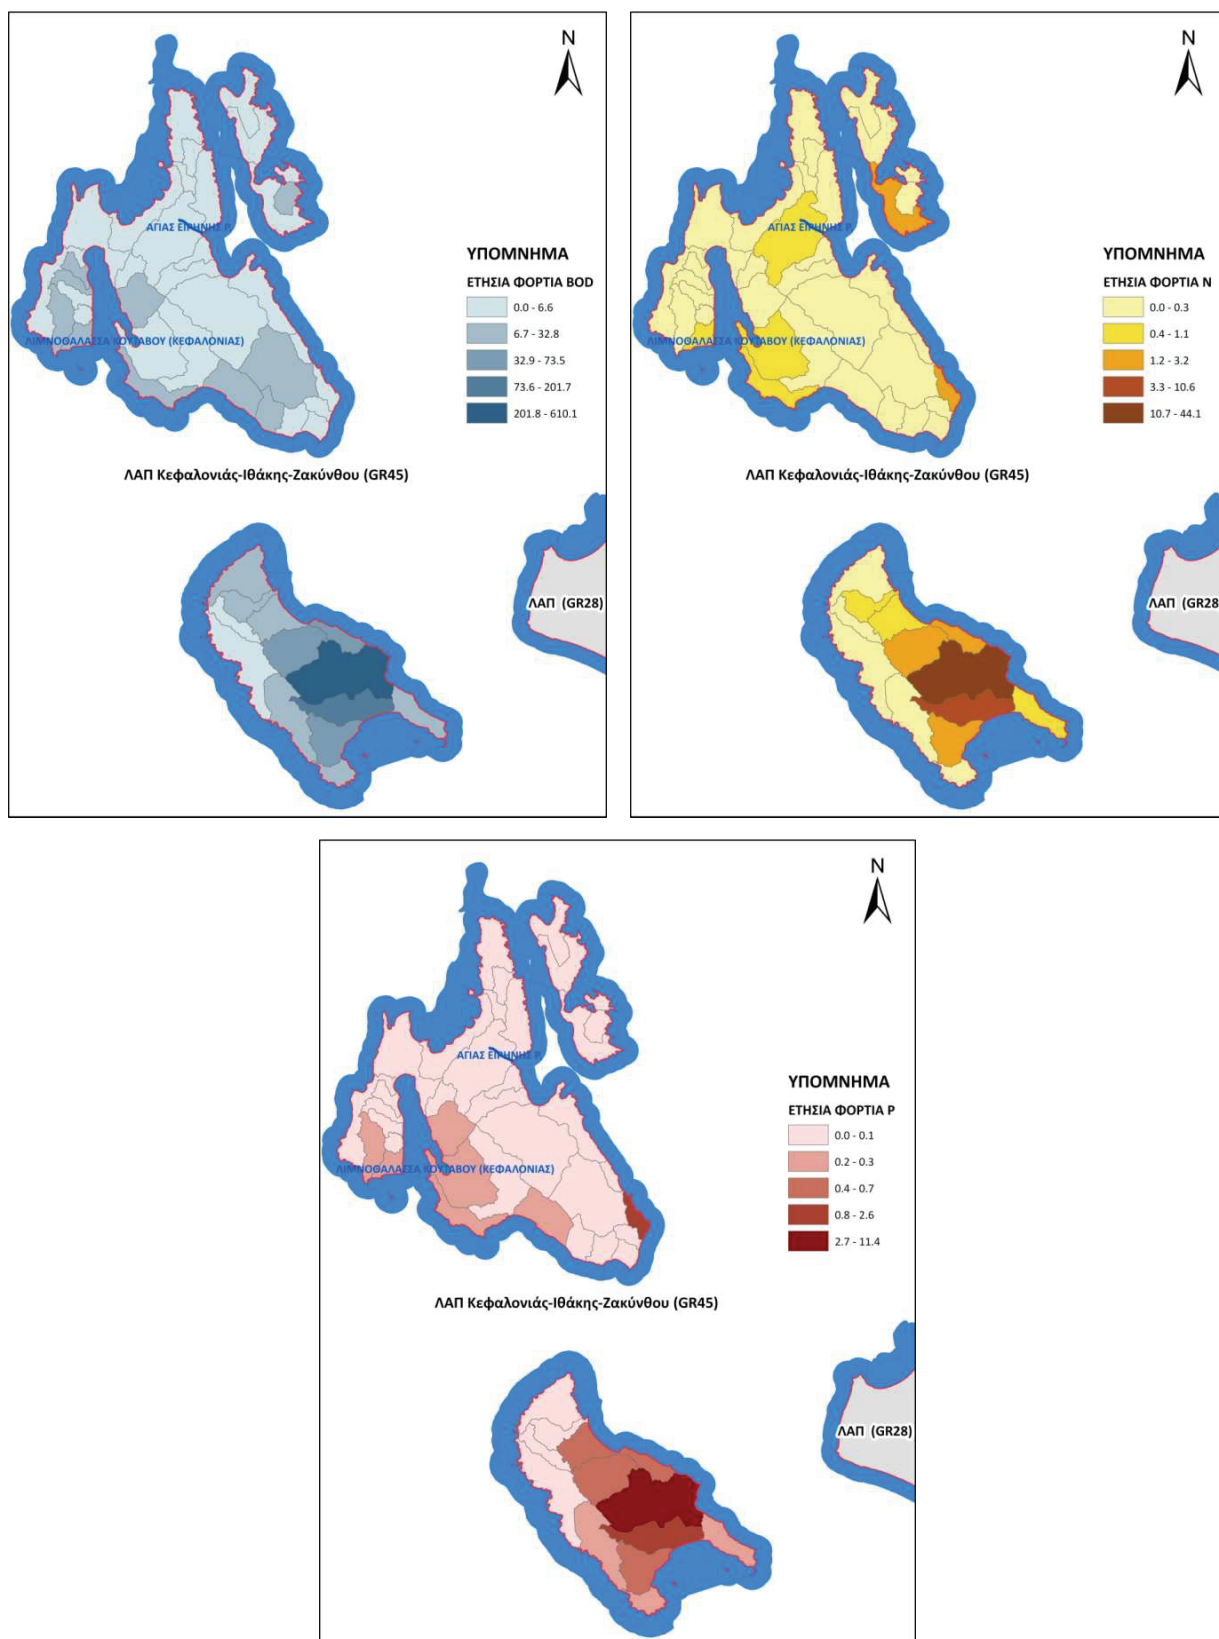 N
ΑΓΙΑΣ ΕΙΡΗΝΗΣ Ρ.
ΛΙΜΝΟΘΑΛΑΣΣΑ ΚΟΥΤΑΒΟΥ (ΚΕΦΑΛΟΝΙΑΣ)
ΥΠΟΜΝΗΜΑ
ΕΤΗΣΙΑ ΦΟΡΤΙΑ BOD
0.0 - 6.6
6.7 - 32.8
32.9 - 73.5
73.6 - 201.7
201.8 - 610.1
ΛΑΠ Κεφαλονιάς-Ιθάκης-Ζακύνθου (GR45)
ΛΑΠ (GR28)
N
ΑΓΙΑΣ ΕΙΡΗΝΗΣ Ρ.
ΛΙΜΝΟΘΑΛΑΣΣΑ ΚΟΥΤΑΒΟΥ (ΚΕΦΑΛΟΝΙΑΣ)
ΥΠΟΜΝΗΜΑ
ΕΤΗΣΙΑ ΦΟΡΤΙΑ N
0.0 - 0.3
0.4 - 1.1
1.2 - 3.2
3.3 - 10.6
10.7 - 44.1
ΛΑΠ Κεφαλονιάς-Ιθάκης-Ζακύνθου (GR45)
ΛΑΠ (GR28
N
ΑΓΙΑΣ ΕΙΡΗΝΗΣ Ρ.
ΛΙΜΝΟΘΑΛΑΣΣΑ ΚΟΥΤΑΒΟΥ (ΚΕΦΑΛΟΝΙΑΣ)
ΥΠΟΜΝΗΜΑ
ΕΤΗΣΙΑ ΦΟΡΤΙΑ P
0.0 - 0.1
0.2 - 0.3
0.4 - 0.7
0.8 - 2.6
2.7 - 11.4
ΛΑΠ Κεφαλονιάς-Ιθάκης-Ζακύνθου (GR45)
ΛΑΠ (GR28)